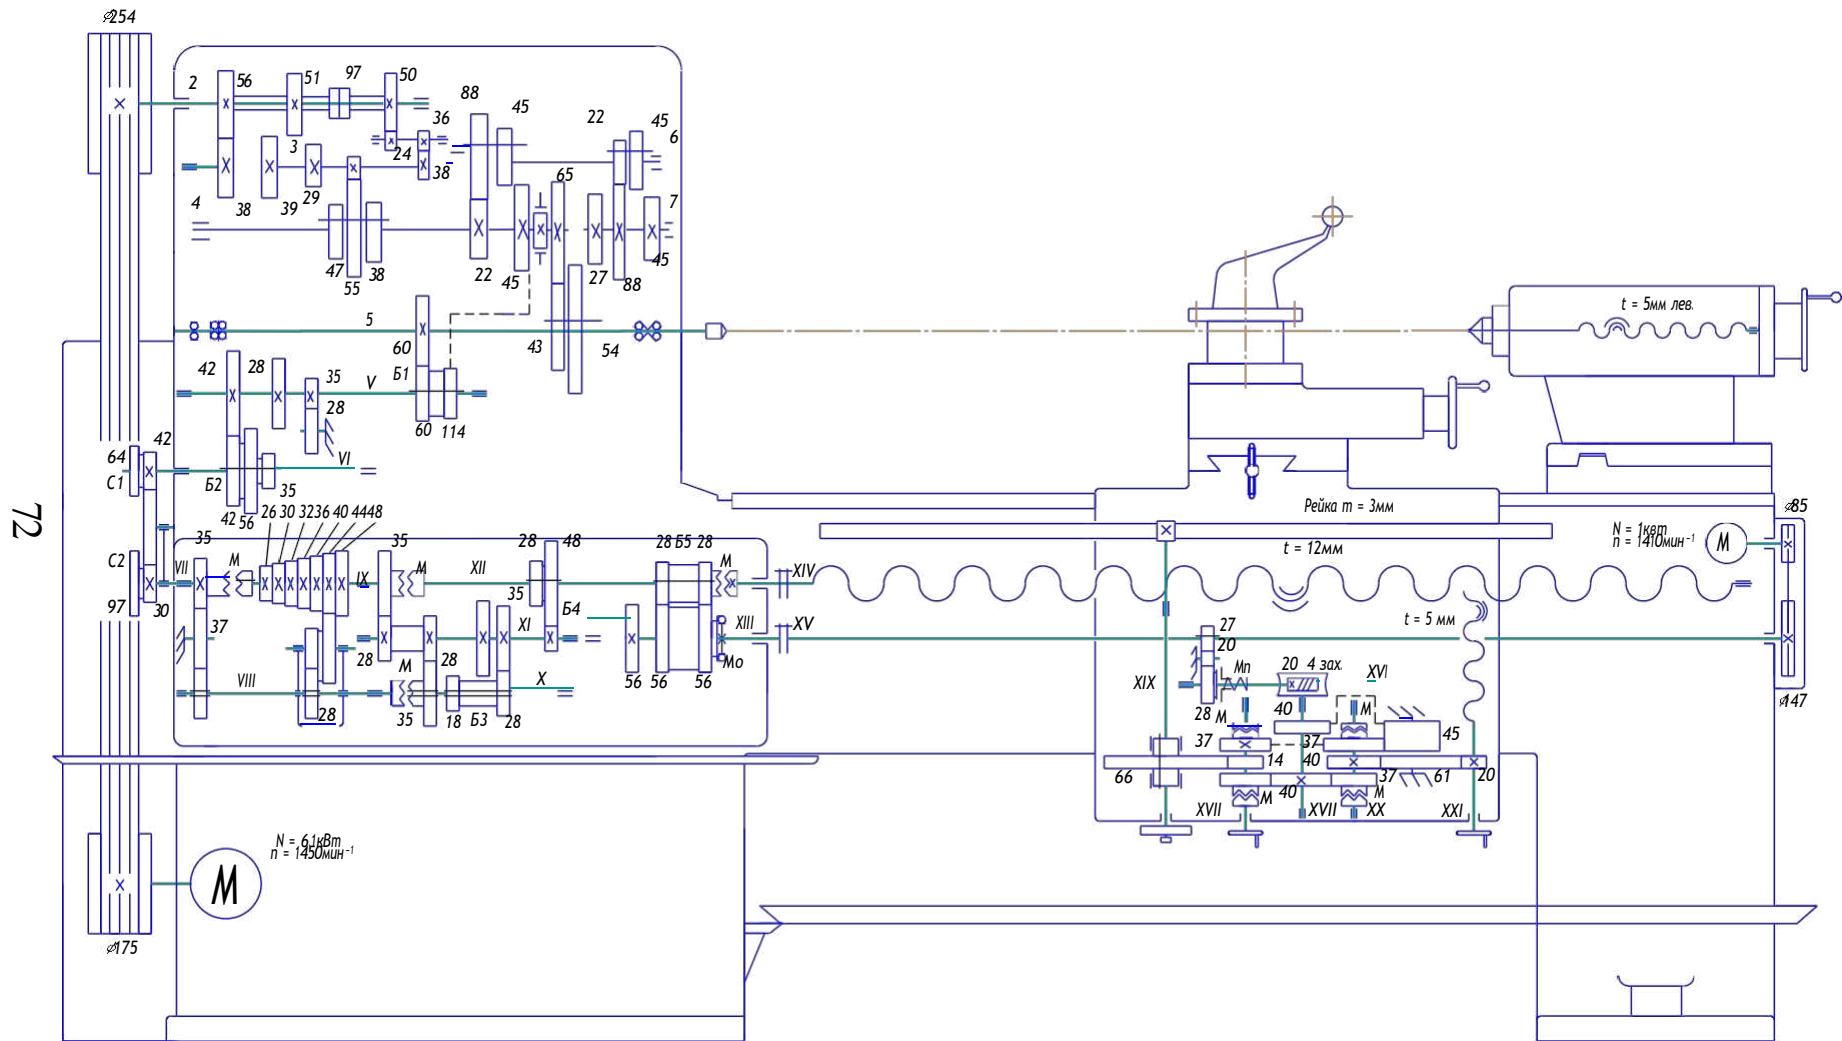 ⌀254
2
56
51
97
50
88
45
36
22
45
6
3
24
38
65
29
4
38
39
7
47
55
38
22
45
27
88
45
5
60
43
54
t = 5мм лев.
42
28
35
V
Б1
28
60
114
42
64
VI
С1
Б2
35
42
56
26
30
32
36
40
44
48
72
35
М
35
М
XII
28
48
28
Б5
28
М
XIV
Рейка m = 3мм
t = 12мм
⌀85
N = 1квт
n = 1410мин⁻¹
М
С2
VII
IX
35
97
30
37
XI
Б4
XIII
XV
t = 5 мм
27
20
28
М
28
Мо
VIII
X
56
56
56
28
35
18
Б3
28
XIX
Мп
20
4 зах.
XVI
⌀147
28
М
40
М
37
37
45
66
14
40
37
61
20
40
М
М
XVII
XVII
XX
XXI
N = 61кВт
n = 1450мин⁻¹
М
⌀175